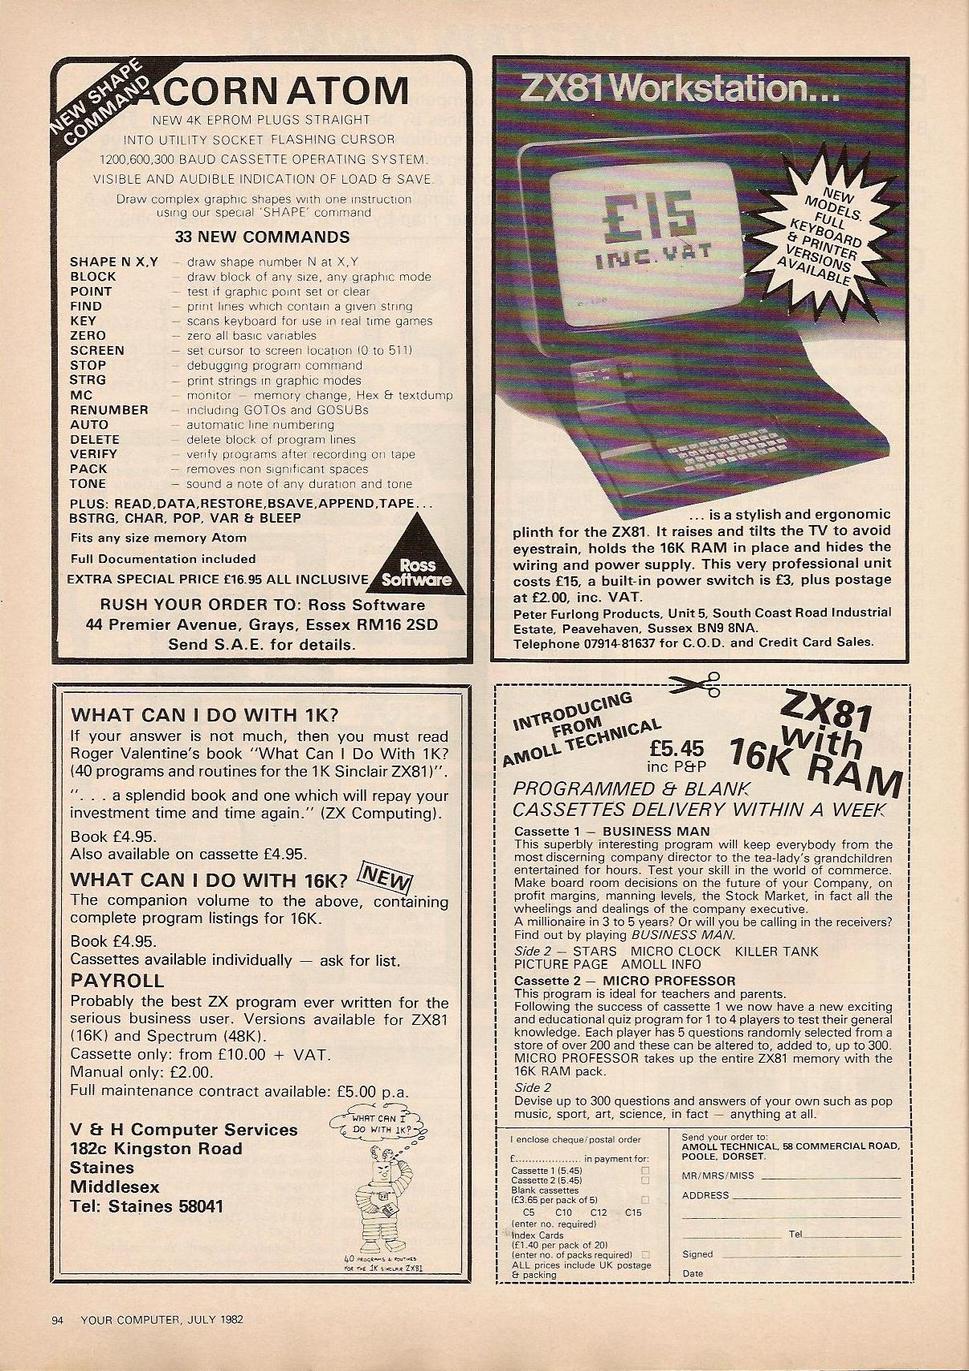 NEW SHAPE
COMMAND
ACORN ATOM
NEW 4K EPROM PLUGS STRAIGHT
INTO UTILITY SOCKET FLASHING CURSOR
1200,600,300 BAUD CASSETTE OPERATING SYSTEM.
VISIBLE AND AUDIBLE INDICATION OF LOAD & SAVE.
Draw complex graphic shapes with one instruction
using our special 'SHAPE' command
33 NEW COMMANDS
SHAPE N X,Y — draw shape number N at X,Y
BLOCK — draw block of any size, any graphic mode
POINT — test if graphic point set or clear
FIND — print lines which contain a given string
KEY — scans keyboard for use in real time games
ZERO — zero all basic variables
SCREEN — set cursor to screen location (0 to 511)
STOP — debugging program command
STRG — print strings in graphic modes
MC — monitor — memory change, Hex & textdump
RENUMBER — including GOTOs and GOSUBs
AUTO — automatic line numbering
DELETE — delete block of program lines
VERIFY — verify programs after recording on tape
PACK — removes non significant spaces
TONE — sound a note of any duration and tone
PLUS: READ,DATA,RESTORE,BSAVE,APPEND,TAPE...
BSTRG, CHAR, POP, VAR & BLEEP
Fits any size memory Atom
Full Documentation included
EXTRA SPECIAL PRICE £16.95 ALL INCLUSIVE
Ross
Software
RUSH YOUR ORDER TO: Ross Software
44 Premier Avenue, Grays, Essex RM16 2SD
Send S.A.E. for details.
ZX81 Workstation...
£15
INC.VAT
NEW
MODELS.
FULL
KEYBOARD
& PRINTER
VERSIONS
AVAILABLE
... is a stylish and ergonomic
plinth for the ZX81. It raises and tilts the TV to avoid
eyestrain, holds the 16K RAM in place and hides the
wiring and power supply. This very professional unit
costs £15, a built-in power switch is £3, plus postage
at £2.00, inc. VAT.
Peter Furlong Products, Unit 5, South Coast Road Industrial
Estate, Peavehaven, Sussex BN9 8NA.
Telephone 07914-81637 for C.O.D. and Credit Card Sales.
WHAT CAN I DO WITH 1K?
If your answer is not much, then you must read
Roger Valentine's book "What Can I Do With 1K?
(40 programs and routines for the 1K Sinclair ZX81)".
". . . a splendid book and one which will repay your
investment time and time again." (ZX Computing).
Book £4.95.
Also available on cassette £4.95.
WHAT CAN I DO WITH 16K? NEW
The companion volume to the above, containing
complete program listings for 16K.
Book £4.95.
Cassettes available individually — ask for list.
PAYROLL
Probably the best ZX program ever written for the
serious business user. Versions available for ZX81
(16K) and Spectrum (48K).
Cassette only: from £10.00 + VAT.
Manual only: £2.00.
Full maintenance contract available: £5.00 p.a.
V & H Computer Services
182c Kingston Road
Staines
Middlesex
Tel: Staines 58041
WHAT CAN I
DO WITH 1K?
40 PROGRAMS & ROUTINES
FOR THE 1K SINCLAIR ZX81
INTRODUCING
FROM
AMOLL TECHNICAL
£5.45
inc P&P
ZX81
with
16K RAM
PROGRAMMED & BLANK
CASSETTES DELIVERY WITHIN A WEEK
Cassette 1 — BUSINESS MAN
This superbly interesting program will keep everybody from the
most discerning company director to the tea-lady's grandchildren
entertained for hours. Test your skill in the world of commerce.
Make board room decisions on the future of your Company, on
profit margins, manning levels, the Stock Market, in fact all the
wheelings and dealings of the company executive.
A millionaire in 3 to 5 years? Or will you be calling in the receivers?
Find out by playing BUSINESS MAN.
Side 2 — STARS MICRO CLOCK KILLER TANK
PICTURE PAGE AMOLL INFO
Cassette 2 — MICRO PROFESSOR
This program is ideal for teachers and parents.
Following the success of cassette 1 we now have a new exciting
and educational quiz program for 1 to 4 players to test their general
knowledge. Each player has 5 questions randomly selected from a
store of over 200 and these can be altered to, added to, up to 300.
MICRO PROFESSOR takes up the entire ZX81 memory with the
16K RAM pack.
Side 2
Devise up to 300 questions and answers of your own such as pop
music, sport, art, science, in fact — anything at all.
I enclose cheque/postal order
£.................... in payment for:
Cassette 1 (5.45)
Cassette 2 (5.45)
Blank cassettes
(£3.65 per pack of 5)
C5 C10 C12 C15
(enter no. required)
Index Cards
(£1.40 per pack of 20)
(enter no. of packs required)
ALL prices include UK postage
& packing
Send your order to:
AMOLL TECHNICAL, 58 COMMERCIAL ROAD,
POOLE, DORSET.
MR/MRS/MISS
ADDRESS
Tel
Signed
Date
94 YOUR COMPUTER, JULY 1982